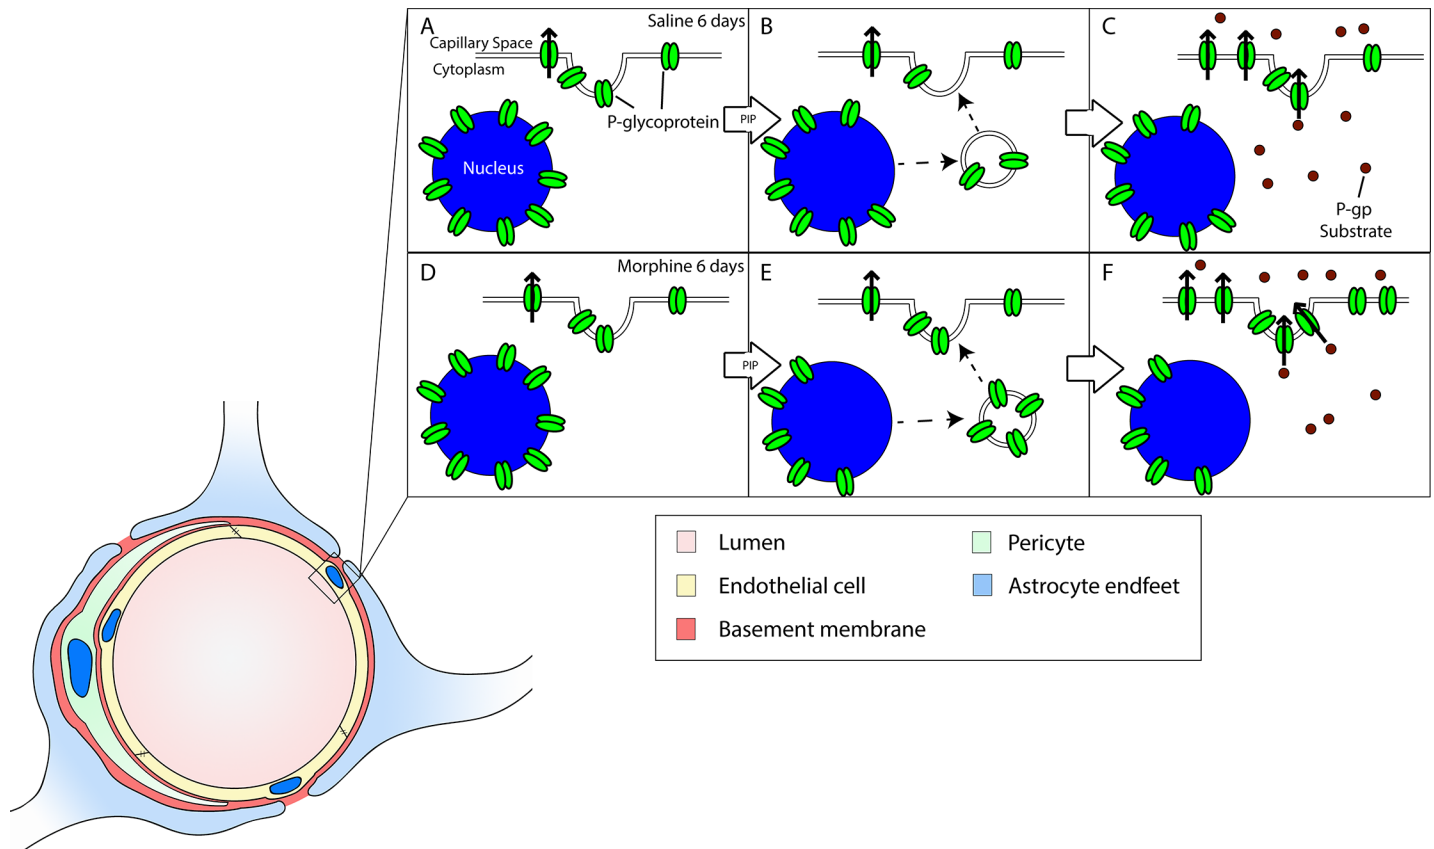 A
Saline 6 days
Capillary Space
Cytoplasm
P-glycoprotein
Nucleus
PIP
B
C
P-gp
Substrate
D
Morphine 6 days
PIP
E
F
Lumen
Pericyte
Endothelial cell
Astrocyte endfeet
Basement membrane